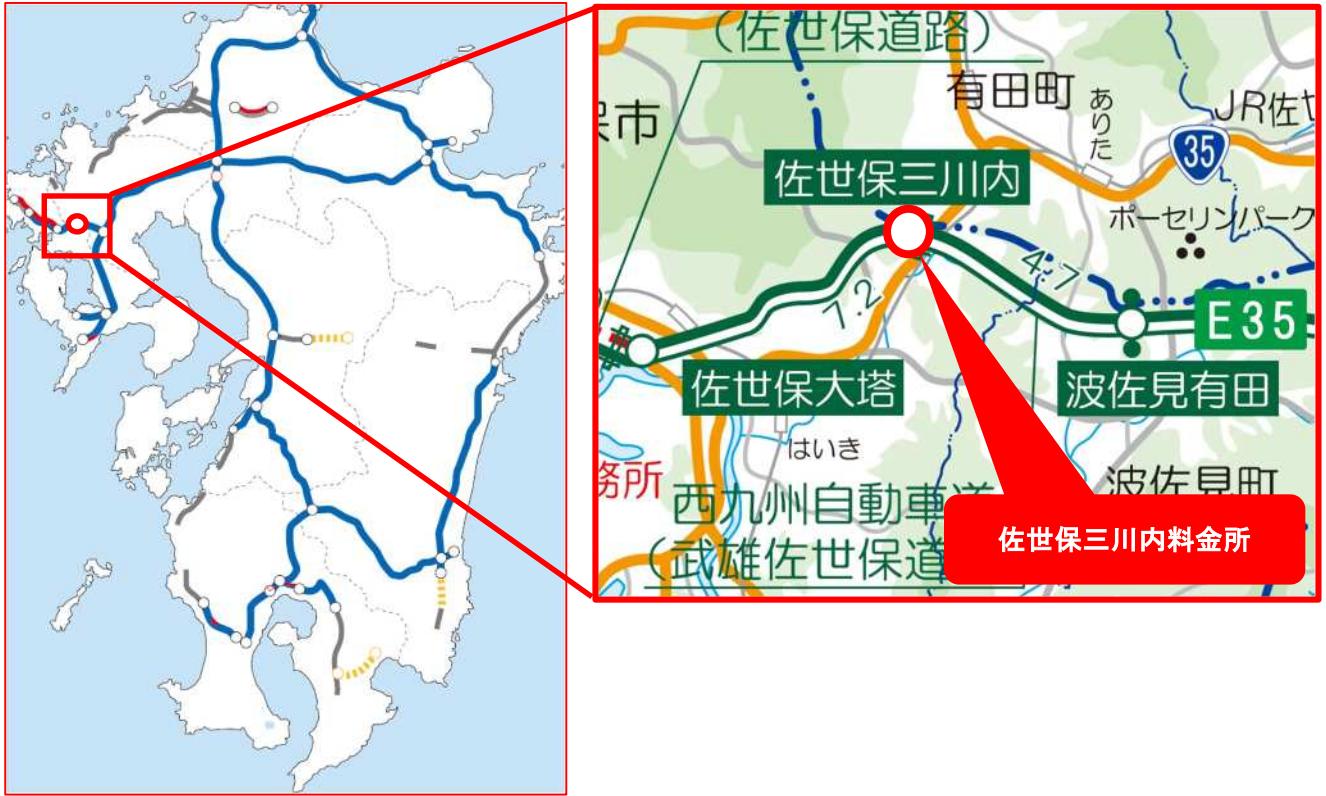 (佐世保道路)
有田町
ありた
JR佐世
保市
35
佐世保三川内
ポーセリンパーク
4.7
7.2
E35
佐世保大塔
波佐見有田
はいき
務所
波佐見町
西九州自動車道
(武雄佐世保道
佐世保三川内料金所